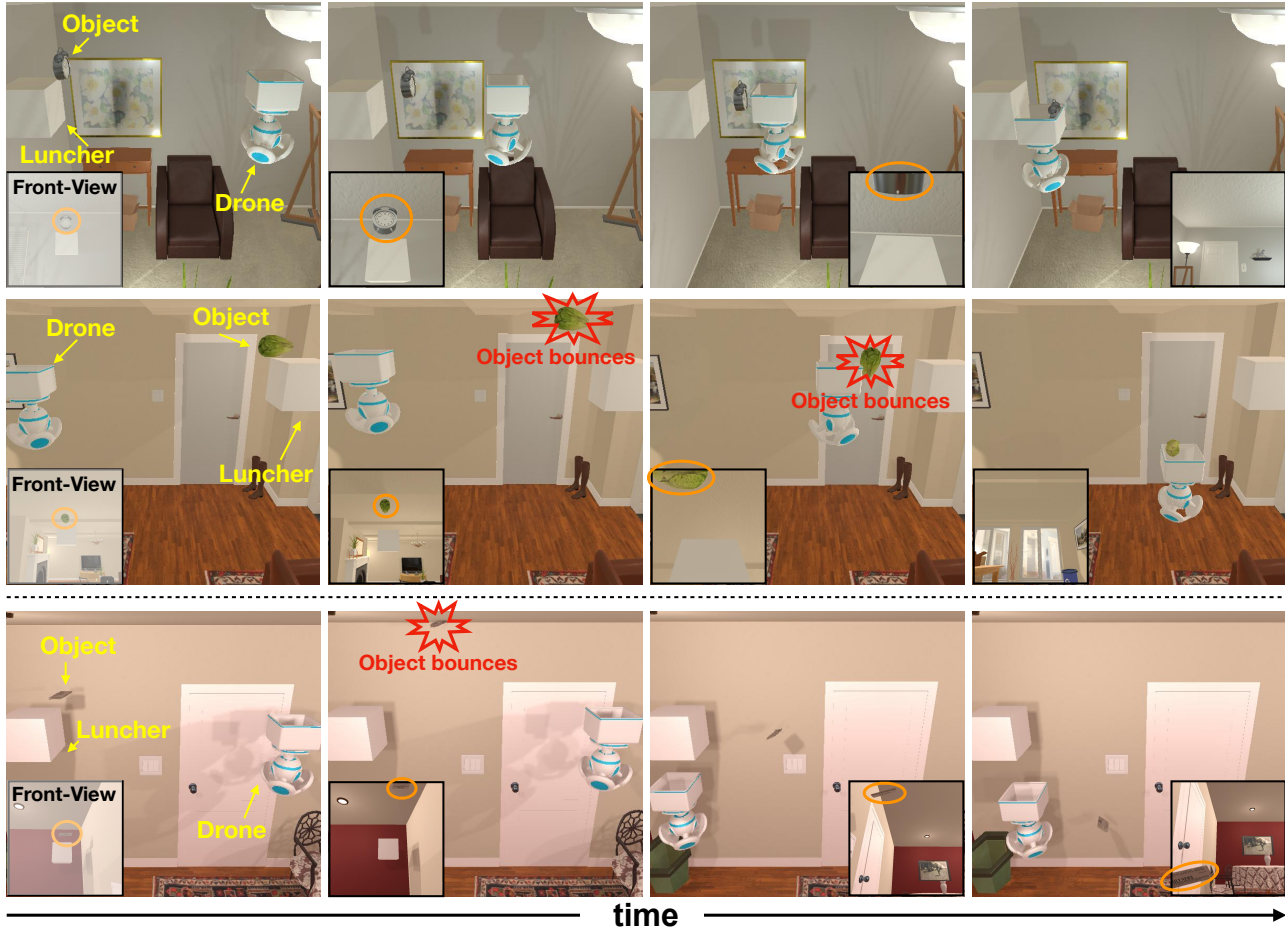 Object
Luncher
Front-View
Drone
Drone
Object
Object bounces
Object bounces
Luncher
Front-View
Object
Object bounces
Luncher
Front-View
Drone
time